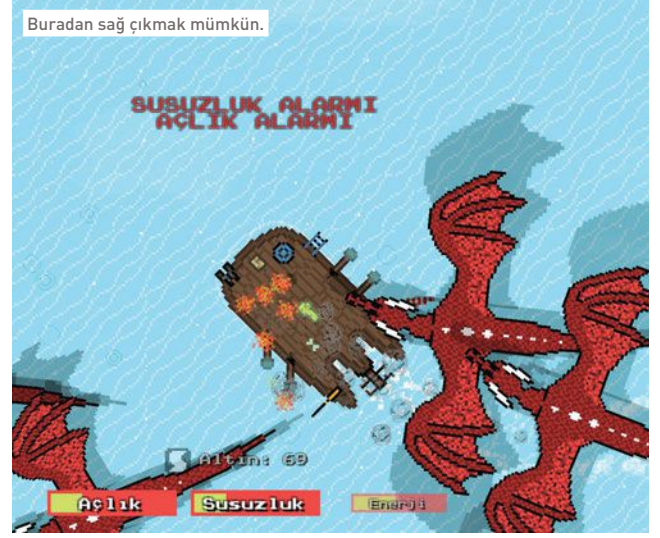 Buradan sağ çıkmak mümkün.
SUSUZLUK ALARMI
AÇLIK ALARMI
Altın: 69
Açlık Susuzluk Enerji